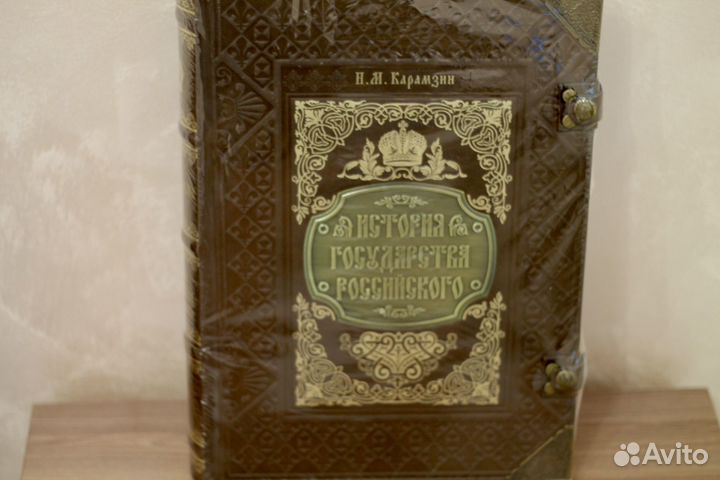 Н.М. Карамзин
ИСТОРИЯ
ГОСУДАРСТВА
РОССИЙСКОГО
Avito